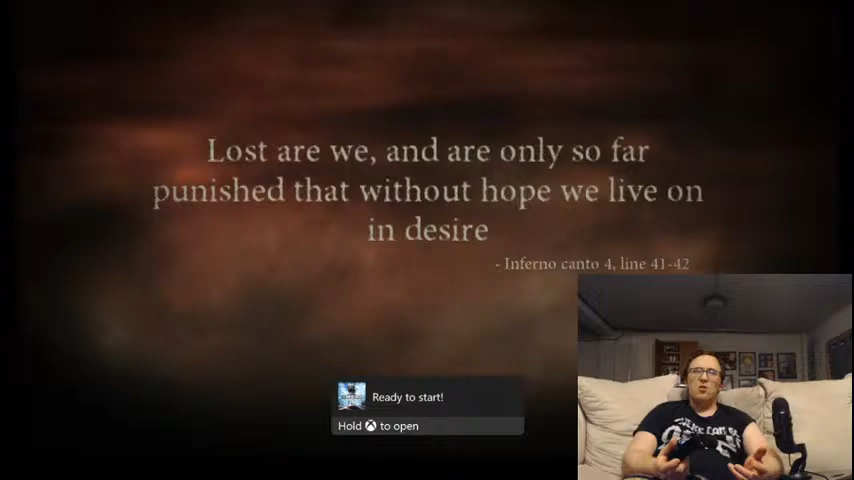 Lost are we, and are only so far
punished that without hope we live on
in desire
- Inferno canto 4, line 41-42
Ready to start!
Hold to open